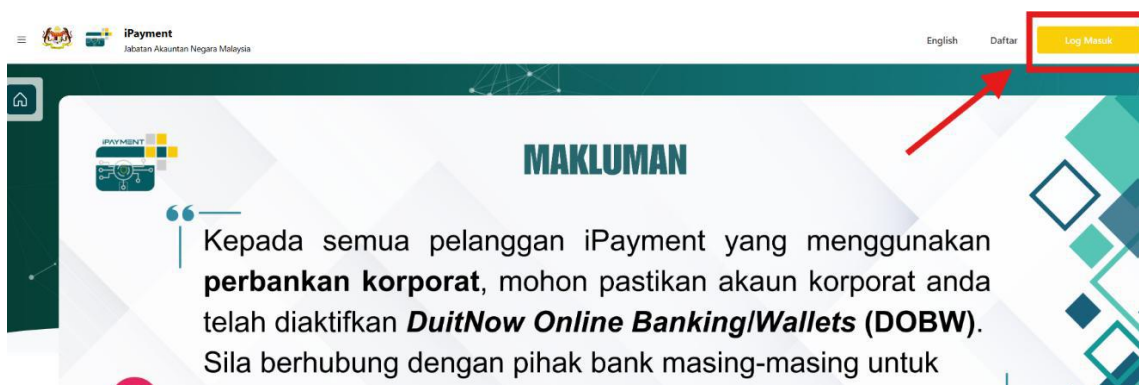 iPayment
Jabatan Akauntan Negara Malaysia
English
Daftar
Log Masuk
iPAYMENT
MAKLUMAN
Kepada semua pelanggan iPayment yang menggunakan
perbankan korporat, mohon pastikan akaun korporat anda
telah diaktifkan DuitNow Online Banking/Wallets (DOBW).
Sila berhubung dengan pihak bank masing-masing untuk